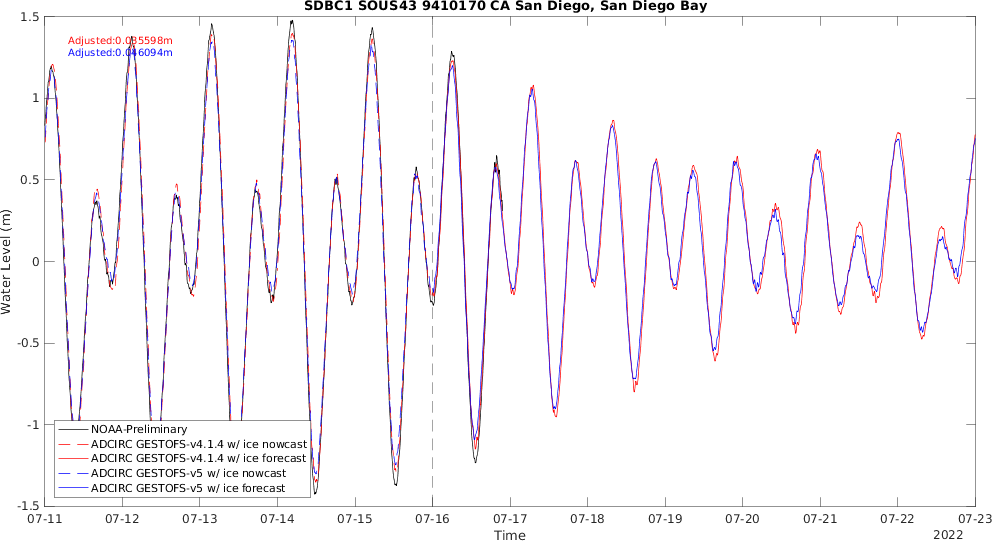 SDBC1 SOUS43 9410170 CA San Diego, San Diego Bay
Adjusted:0.035598m
Adjusted:0.046094m
Water Level (m)
1.5
1
0.5
0
-0.5
-1
-1.5
NOAA-Preliminary
ADCIRC GESTOFS-v4.1.4 w/ ice nowcast
ADCIRC GESTOFS-v4.1.4 w/ ice forecast
ADCIRC GESTOFS-v5 w/ ice nowcast
ADCIRC GESTOFS-v5 w/ ice forecast
07-11 07-12 07-13 07-14 07-15 07-16 07-17 07-18 07-19 07-20 07-21 07-22 07-23
Time
2022